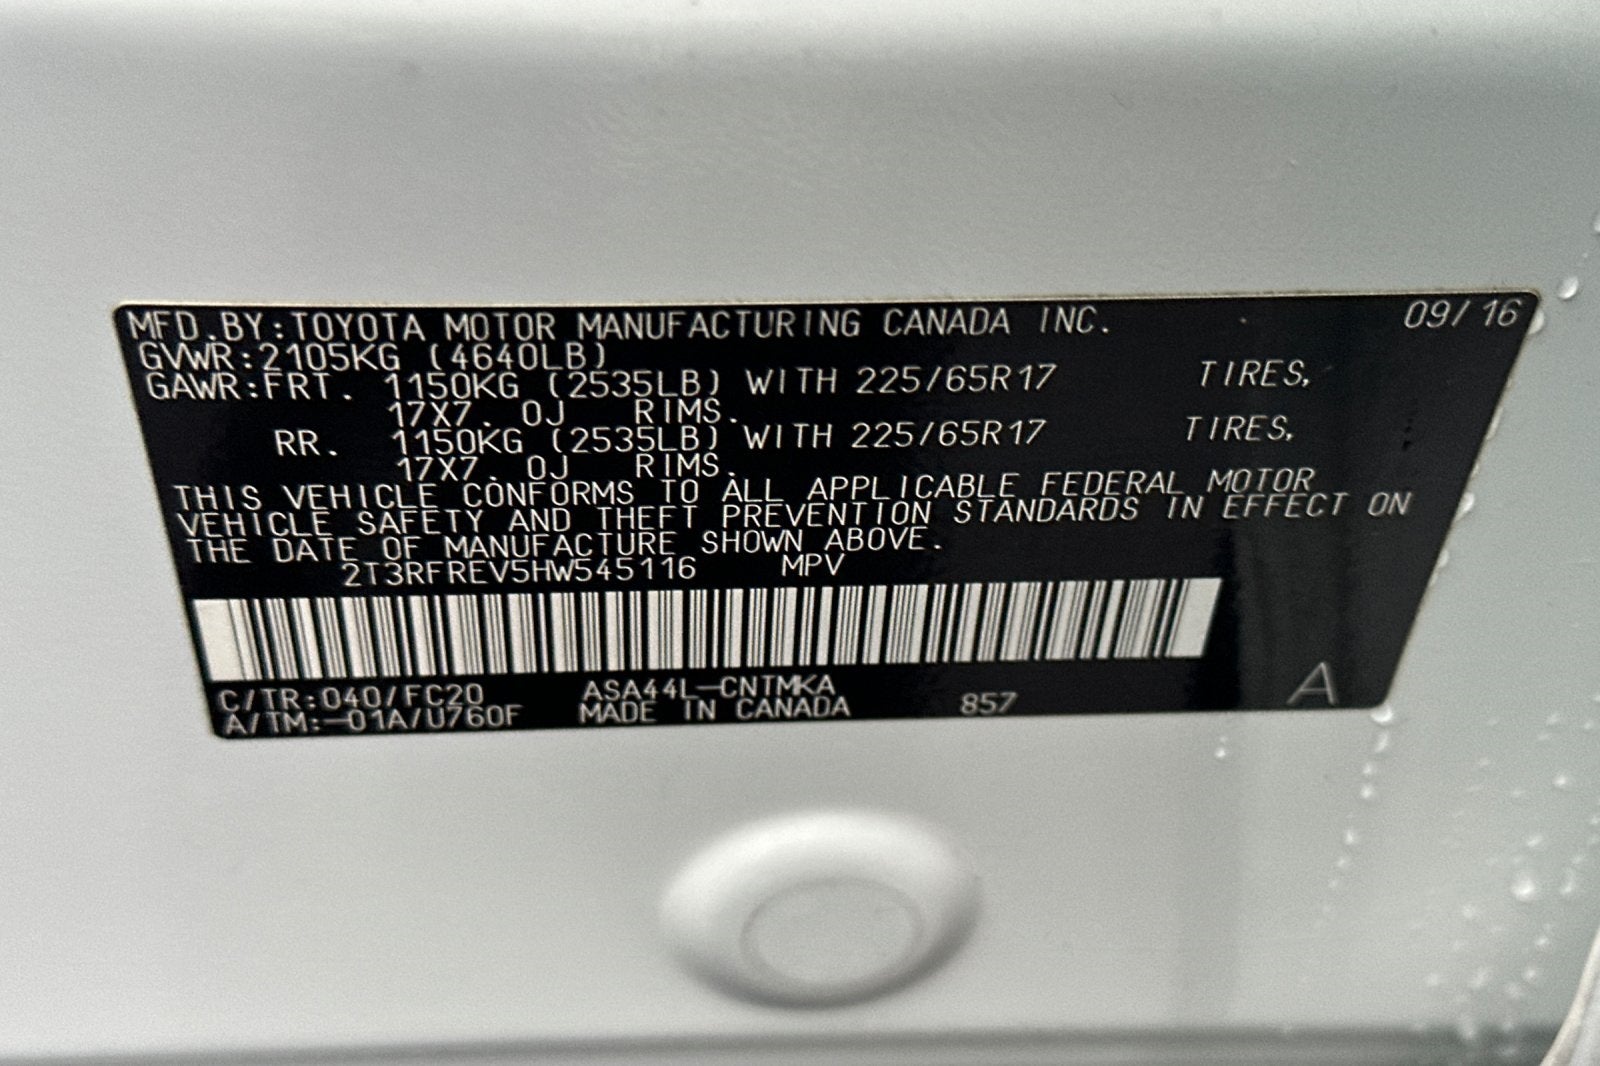 MFD.BY:TOYOTA MOTOR MANUFACTURING CANADA INC. 09/16
GVWR:2105KG (4640LB)
GAWR:FRT. 1150KG (2535LB) WITH 225/65R17 TIRES,
17X7.0J RIMS.
RR. 1150KG (2535LB) WITH 225/65R17 TIRES,
17X7.0J RIMS.
THIS VEHICLE CONFORMS TO ALL APPLICABLE FEDERAL MOTOR
VEHICLE SAFETY AND THEFT PREVENTION STANDARDS IN EFFECT ON
THE DATE OF MANUFACTURE SHOWN ABOVE.
2T3RFREV5HW545116 MPV
C/TR:040/FC20 ASA44L-CNTMKA 857 A
A/TM:-01A/U760F MADE IN CANADA